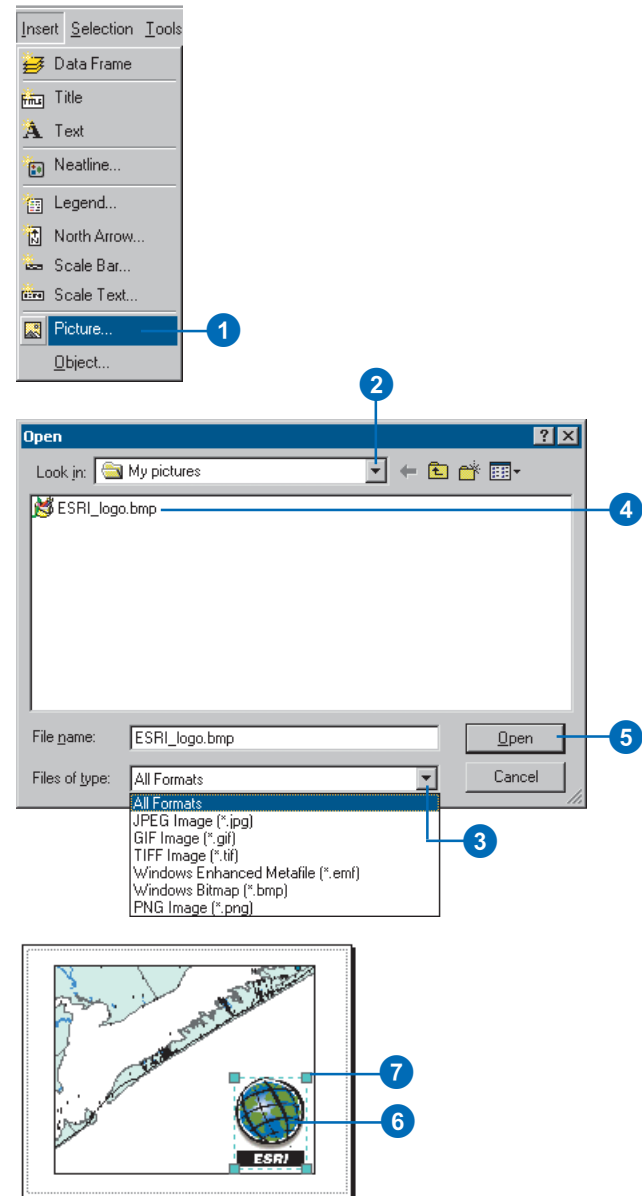 Insert Selection Tools
Data Frame
Title
Text
Neatline...
Legend...
North Arrow...
Scale Bar...
Scale Text...
Picture...
1
Object...
2
Open
Look in: My pictures
ESRI_logo.bmp
4
File name: ESRI_logo.bmp Open
5
Files of type: All Formats Cancel
All Formats
JPEG Image (*.jpg)
GIF Image (*.gif)
3
TIFF Image (*.tif)
Windows Enhanced Metafile (*.emf)
Windows Bitmap (*.bmp)
PNG Image (*.png)
7
6
ESRI